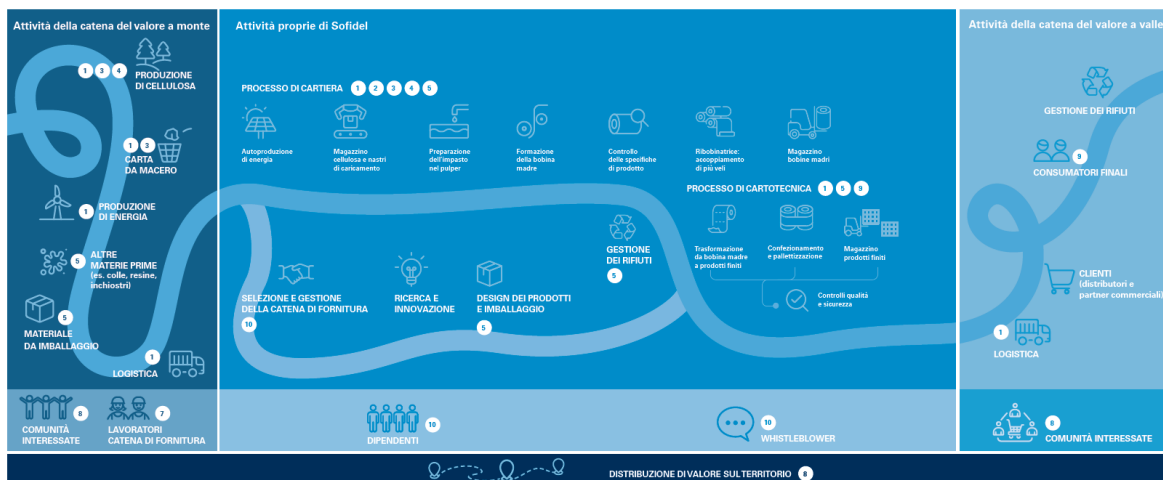 Attività della catena del valore a monte
1 3 4
PRODUZIONE
DI CELLULOSA
1 3
CARTA
DA MACERO
1 PRODUZIONE
DI ENERGIA
5 ALTRE
MATERIE PRIME
(es. colle, resine,
inchiostri)
5
MATERIALE
DA IMBALLAGGIO
1
LOGISTICA
8
COMUNITÀ
INTERESSATE
7
LAVORATORI
CATENA DI FORNITURA
Attività proprie di Sofidel
PROCESSO DI CARTIERA 1 2 3 4 5
Autoproduzione
di energia
Magazzino
cellulosa e nastri
di caricamento
Preparazione
dell'impasto
nel pulper
Formazione
della bobina
madre
Controllo
delle specifiche
di prodotto
Ribobinatrice:
accoppiamento
di più veli
Magazzino
bobine madri
PROCESSO DI CARTOTECNICA 1 5 9
Trasformazione
da bobina madre
a prodotti finiti
Confezionamento
e pallettizzazione
Magazzino
prodotti finiti
Controlli qualità
e sicurezza
SELEZIONE E GESTIONE
DELLA CATENA DI FORNITURA
10
RICERCA E
INNOVAZIONE
DESIGN DEI PRODOTTI
E IMBALLAGGIO
5
GESTIONE
DEI RIFIUTI
5
10
DIPENDENTI
10
WHISTLEBLOWER
Attività della catena del valore a valle
GESTIONE DEI RIFIUTI
9
CONSUMATORI FINALI
CLIENTI
(distributori e
partner commerciali)
1
LOGISTICA
8
COMUNITÀ INTERESSATE
DISTRIBUZIONE DI VALORE SUL TERRITORIO 8